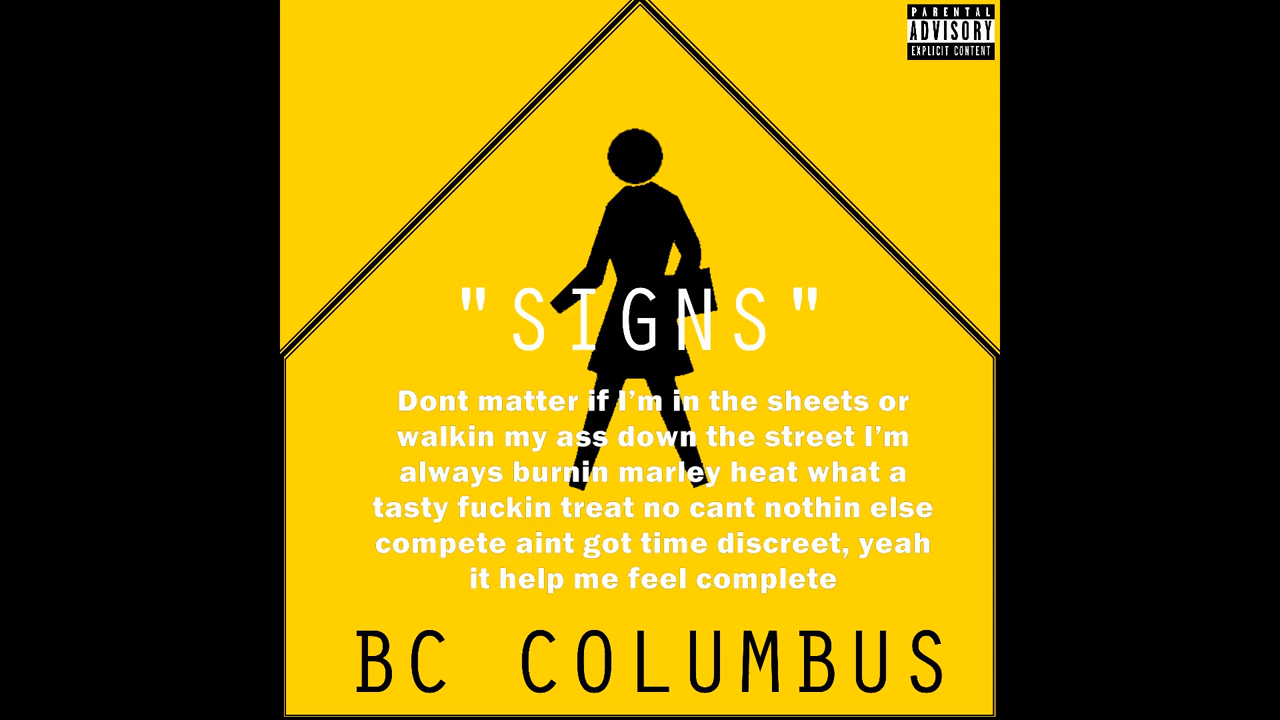 PARENTAL
ADVISORY
EXPLICIT CONTENT
"SIGNS"
Dont matter if I’m in the sheets or
walkin my ass down the street I’m
always burnin marley heat what a
tasty fuckin treat no cant nothin else
compete aint got time discreet, yeah
it help me feel complete
BC COLUMBUS